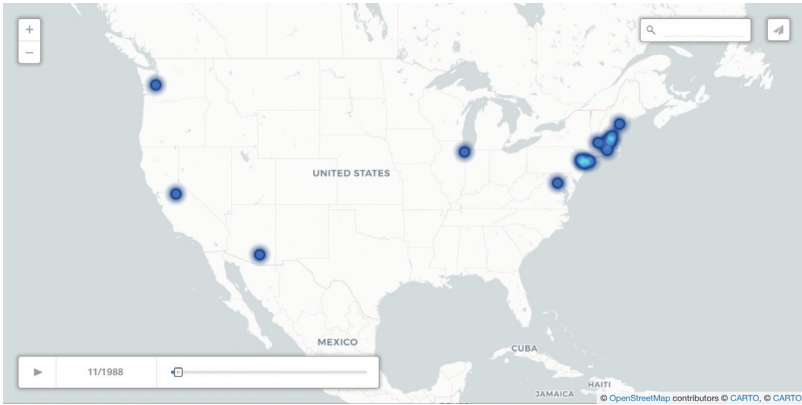 +
−
UNITED STATES
MEXICO
CUBA
HAITI
JAMAICA
11/1988
© OpenStreetMap contributors © CARTO, © CARTO